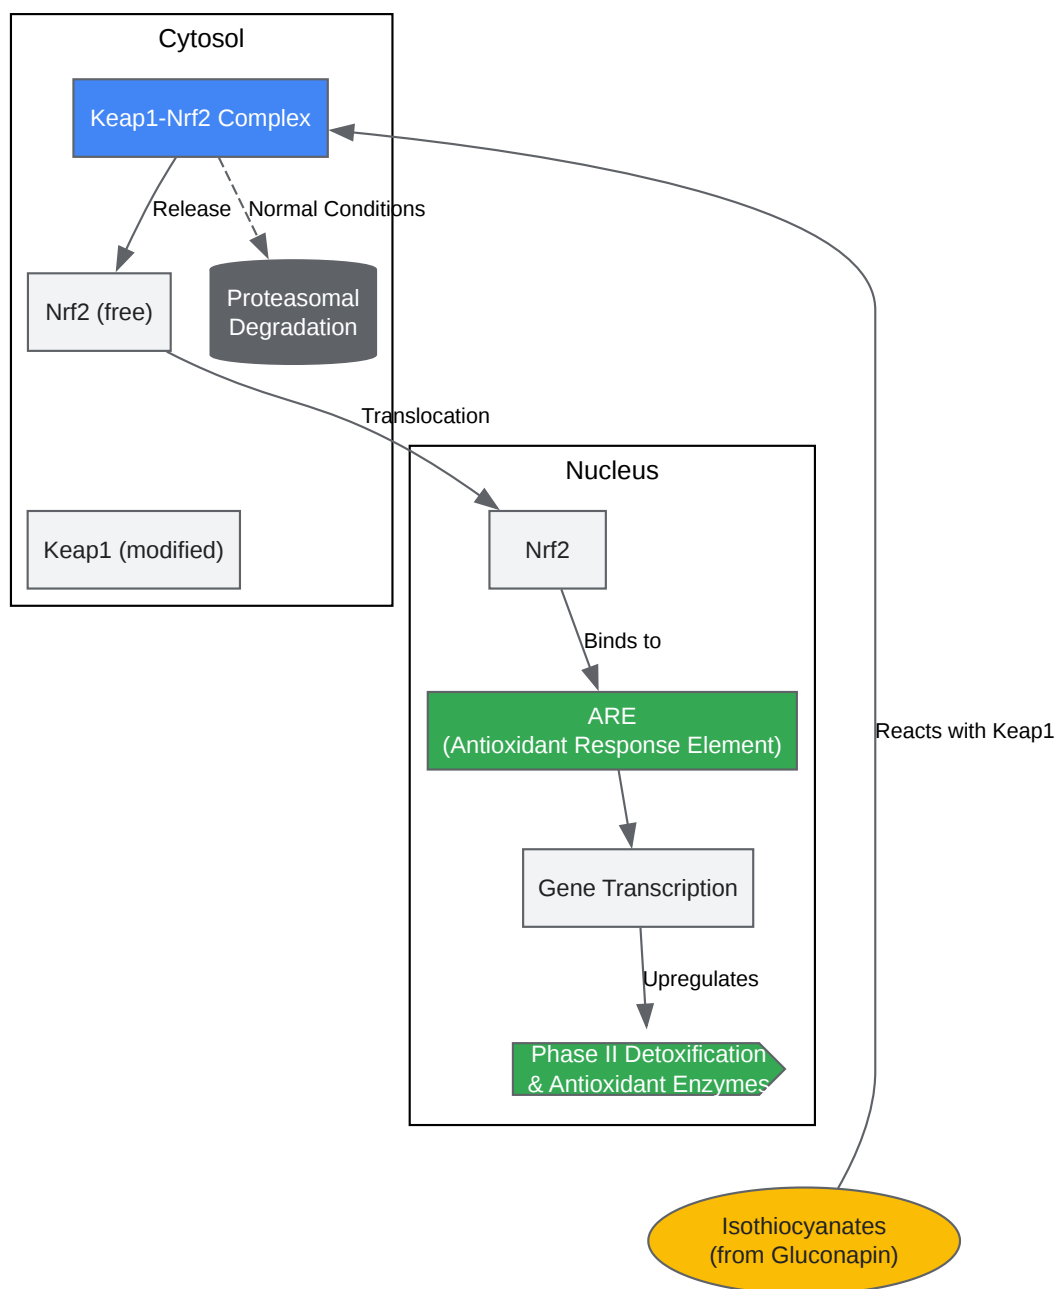 Cytosol
Keap1-Nrf2 Complex
Release
Normal Conditions
Nrf2 (free)
Proteasomal
Degradation
Translocation
Keap1 (modified)
Nucleus
Nrf2
Binds to
ARE
(Antioxidant Response Element)
Reacts with Keap1
Gene Transcription
Upregulates
Phase II Detoxification
& Antioxidant Enzymes
Isothiocyanates
(from Gluconapin)